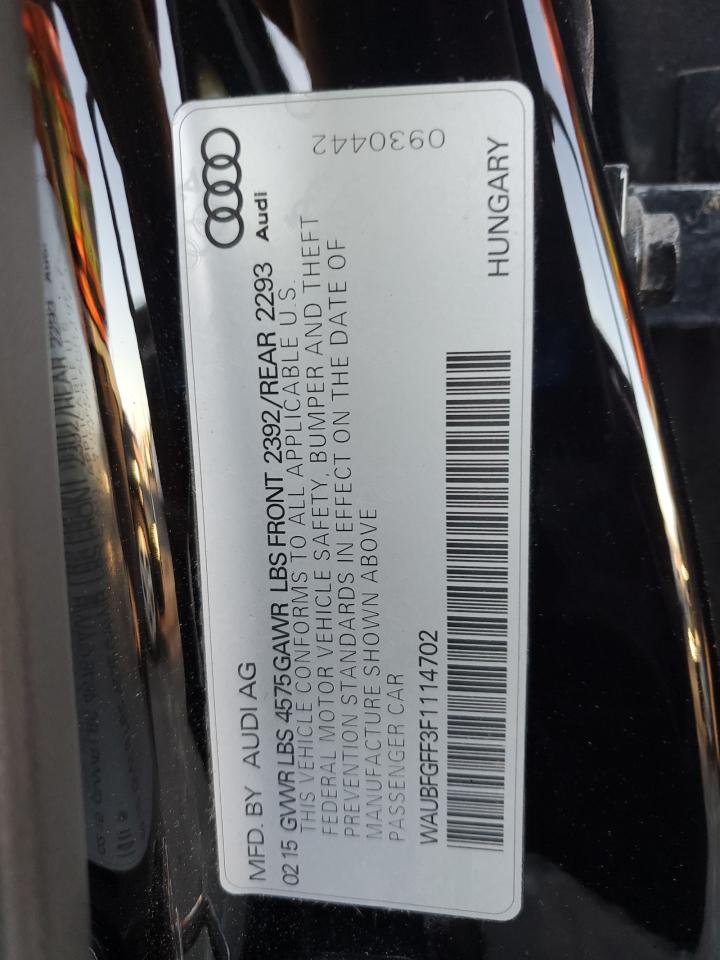 MFD. BY AUDI AG
Audi
02 15 GVWR LBS 4575 GAWR LBS FRONT 2392/REAR 2293
THIS VEHICLE CONFORMS TO ALL APPLICABLE U.S.
FEDERAL MOTOR VEHICLE SAFETY, BUMPER AND THEFT
PREVENTION STANDARDS IN EFFECT ON THE DATE OF
MANUFACTURE SHOWN ABOVE
PASSENGER CAR
0930442
WAUBFGFF3F1114702
HUNGARY